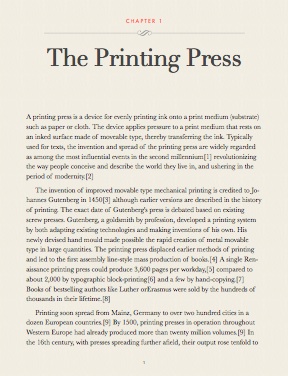 CHAPTER 1
The Printing Press
A printing press is a device for evenly printing ink onto a print medium (substrate)
such as paper or cloth. The device applies pressure to a print medium that rests on
an inked surface made of moveable type, thereby transferring the ink. Typically
used for texts, the invention and spread of the printing press are widely regarded
as among the most influential events in the second millennium[1] revolutionizing
the way people conceive and describe the world they live in, and ushering in the
period of modernity.[2]
The invention of improved movable type mechanical printing is credited to Jo-
hannes Gutenberg in 1450[3] although earlier versions are described in the history
of printing. The exact date of Gutenberg's press is debated based on existing
screw presses. Gutenberg, a goldsmith by profession, developed a printing system
by both adapting existing technologies and making inventions of his own. His
newly devised hand mould made possible the rapid creation of metal movable
type in large quantities. The printing press displaced earlier methods of printing
and led to the first assembly line-style mass production of books.[4] A single Ren-
aissance printing press could produce 3,600 pages per workday,[5] compared to
about 2,000 by typographic block-printing[6] and a few by hand-copying.[7]
Books of bestselling authors like Luther orErasmus were sold by the hundreds of
thousands in their lifetime.[8]
Printing soon spread from Mainz, Germany to over two hundred cities in a
dozen European countries.[9] By 1500, printing presses in operation throughout
Western Europe had already produced more than twenty million volumes.[9] In
the 16th century, with presses spreading further afield, their output rose tenfold to